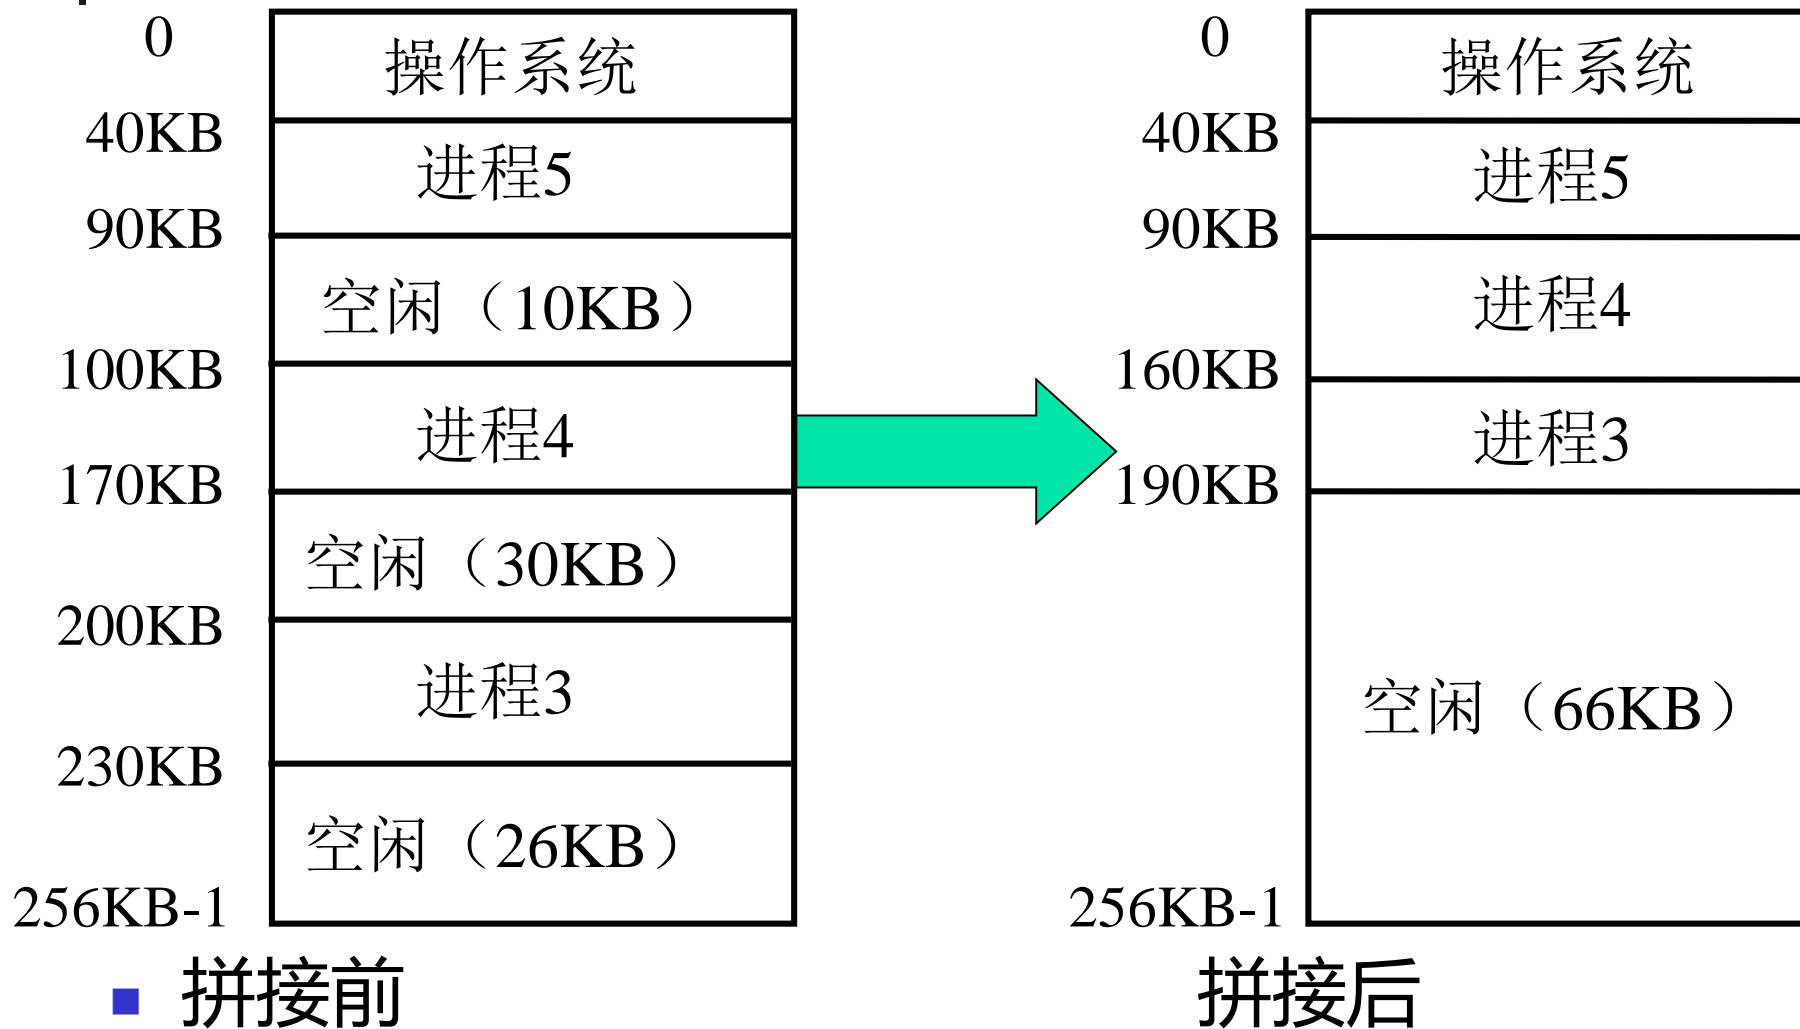 0
操作系统
40KB
进程5
90KB
空闲（10KB）
100KB
进程4
170KB
空闲（30KB）
200KB
进程3
230KB
空闲（26KB）
256KB-1
拼接前
0
操作系统
40KB
进程5
90KB
进程4
160KB
进程3
190KB
空闲（66KB）
256KB-1
拼接后